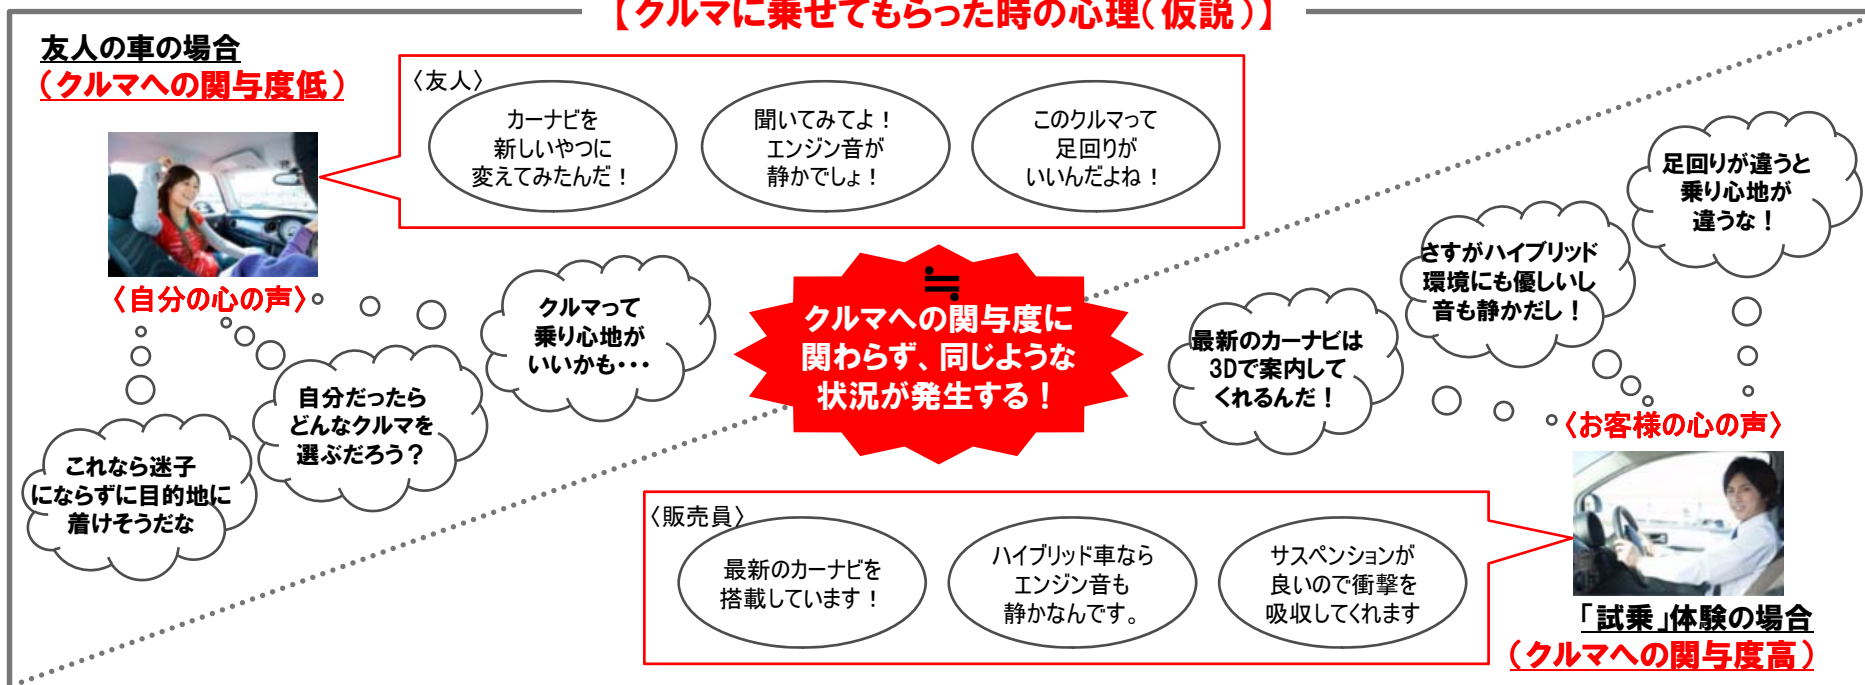 【クルマに乗せてもらった時の心理（仮説）】
友人の車の場合
（クルマへの関与度低）
〈友人〉
カーナビを
新しいやつに
変えてみたんだ！
聞いてみてよ！
エンジン音が
静かでしょ！
このクルマって
足回りが
いいんだよね！
〈自分の心の声〉
これなら迷子
にならずに目的地に
着けそうだな
自分だったら
どんなクルマを
選ぶだろう？
クルマって
乗り心地が
いいかも・・・
≒
クルマへの関与度に
関わらず、同じような
状況が発生する！
最新のカーナビは
3Dで案内して
くれるんだ！
さすがハイブリッド
環境にも優しいし
音も静かだし！
足回りが違うと
乗り心地が
違うな！
〈お客様の心の声〉
〈販売員〉
最新のカーナビを
搭載しています！
ハイブリッド車なら
エンジン音も
静かなんです。
サスペンションが
良いので衝撃を
吸収してくれます
「試乗」体験の場合
（クルマへの関与度高）